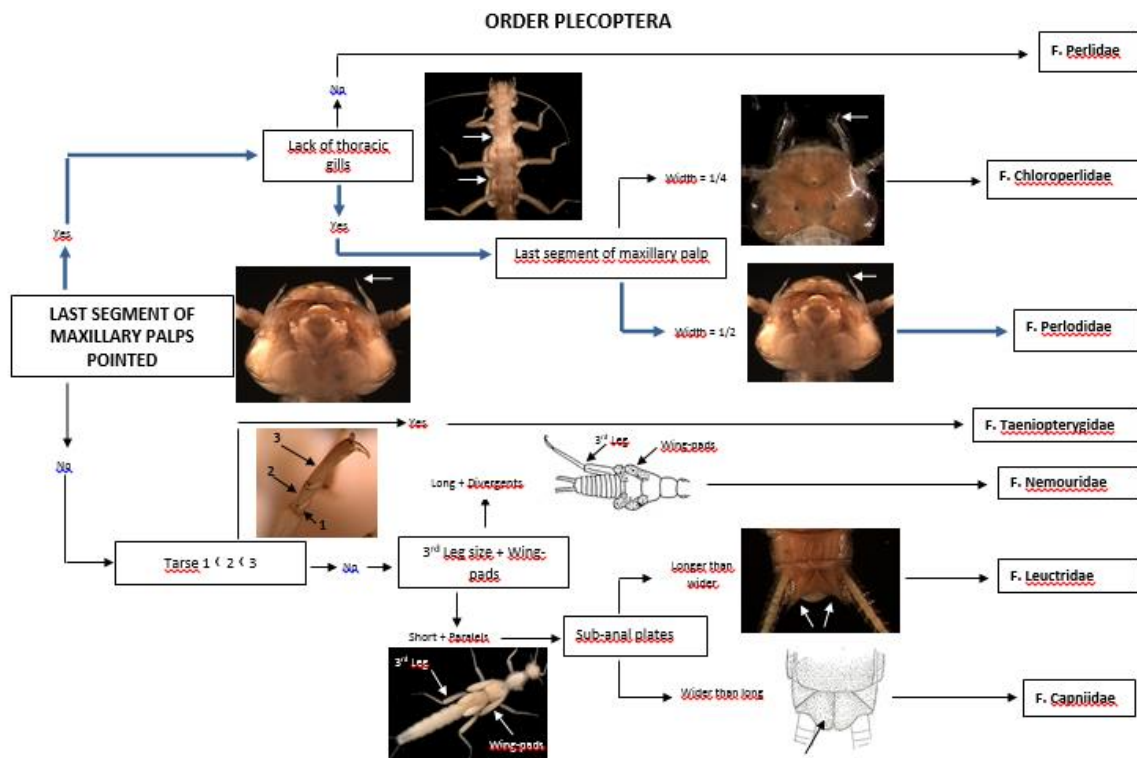 ORDER PLECOPTERA
F. Perlidae
No
Lack of thoracic
gills
Width = 1/4
F. Chloroperlidae
Yes
Yes
Last segment of maxillary palp
LAST SEGMENT OF
MAXILLARY PALPS
POINTED
Width = 1/2
F. Perlodidae
Yes
F. Taeniopterygidae
3
2
1
3rd Leg
Wing-pads
No
Long + Divergents
F. Nemouridae
Tarse 1 < 2 < 3
No
3rd Leg size + Wing-
pads
Longer than
wider
F. Leuctridae
Short + Paralels
Sub-anal plates
3rd Leg
Wing-pads
Wider than long
F. Capniidae